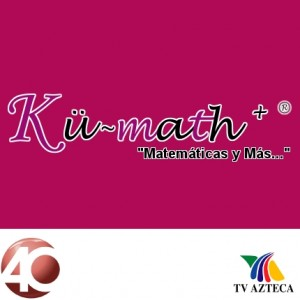 Kü~math+ ®
"Matemáticas y Más..."
40
TV AZTECA